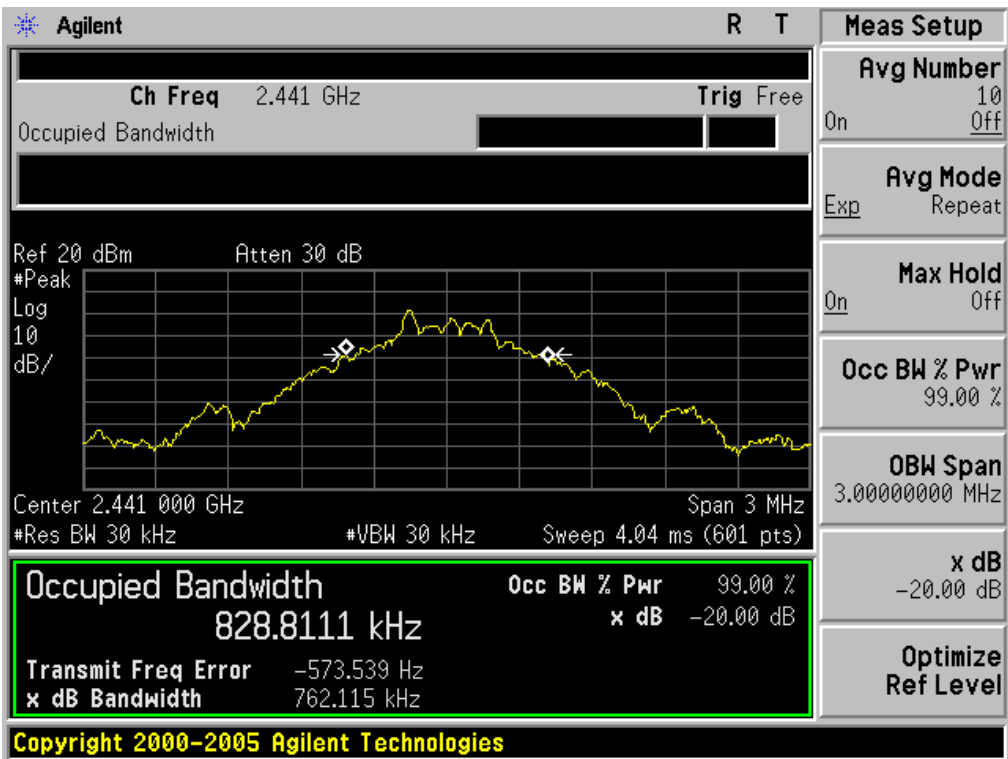 Agilent R T
Ch Freq 2.441 GHz Trig Free
Occupied Bandwidth
Ref 20 dBm Atten 30 dB
#Peak
Log
10
dB/
Center 2.441 000 GHz Span 3 MHz
#Res BW 30 kHz #VBW 30 kHz Sweep 4.04 ms (601 pts)
Occupied Bandwidth Occ BW % Pwr 99.00 %
828.8111 kHz x dB -20.00 dB
Transmit Freq Error -573.539 Hz
x dB Bandwidth 762.115 kHz
Copyright 2000-2005 Agilent Technologies
Meas Setup
Avg Number
10
On Off
Avg Mode
Exp Repeat
Max Hold
On Off
Occ BW % Pwr
99.00 %
OBW Span
3.00000000 MHz
x dB
-20.00 dB
Optimize
Ref Level